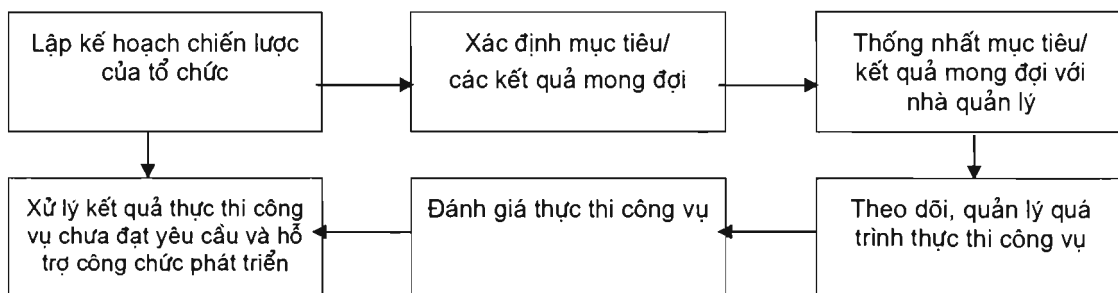 Lập kế hoạch chiến lược
của tổ chức
Xác định mục tiêu/
các kết quả mong đợi
Thống nhất mục tiêu/
kết quả mong đợi với
nhà quản lý
Xử lý kết quả thực thi công
vụ chưa đạt yêu cầu và hỗ
trợ công chức phát triển
Đánh giá thực thi công vụ
Theo dõi, quản lý quá
trình thực thi công vụ